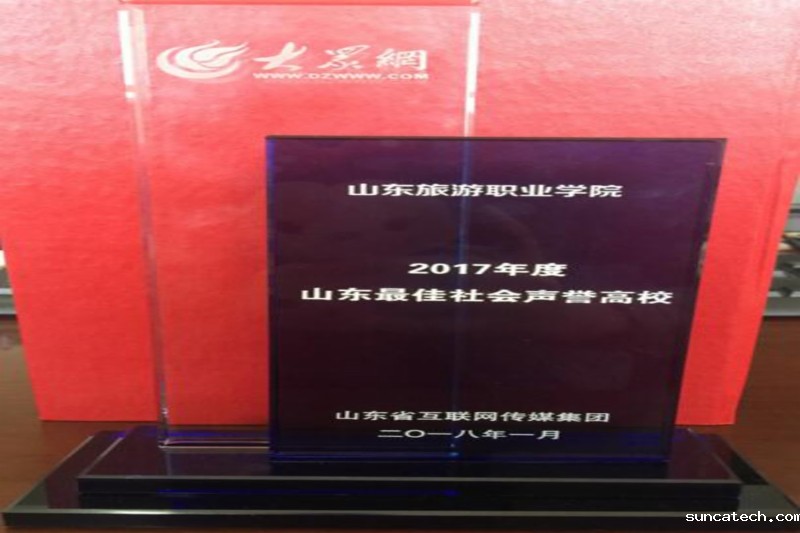 大眾網
WWW.DZWWW.COM
山东旅游职业学院
2017年度
山东最佳社会声誉高校
山东省互联网传媒集团
二〇一八年一月
suncatech.com